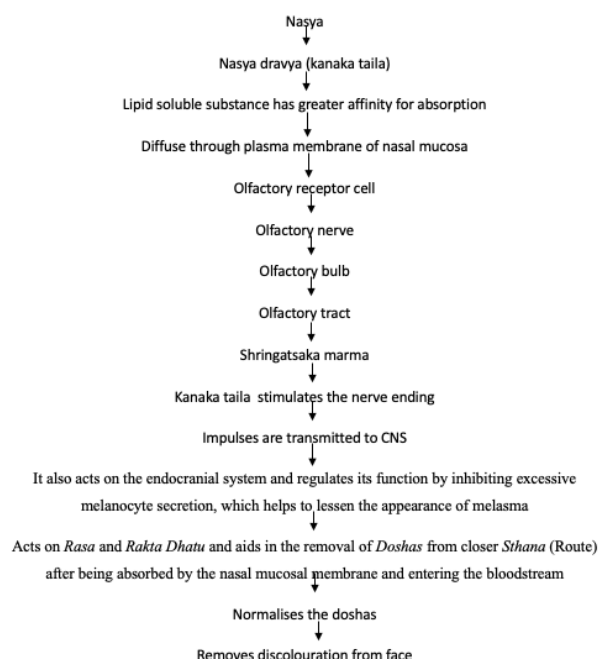 Nasya
Nasya dravya (kanaka taila)
Lipid soluble substance has greater affinity for absorption
Diffuse through plasma membrane of nasal mucosa
Olfactory receptor cell
Olfactory nerve
Olfactory bulb
Olfactory tract
Shringatsaka marma
Kanaka taila stimulates the nerve ending
Impulses are transmitted to CNS
It also acts on the endocranial system and regulates its function by inhibiting excessive
melanocyte secretion, which helps to lessen the appearance of melasma
Acts on Rasa and Rakta Dhatu and aids in the removal of Doshas from closer Sthana (Route)
after being absorbed by the nasal mucosal membrane and entering the bloodstream
Normalises the doshas
Removes discolouration from face